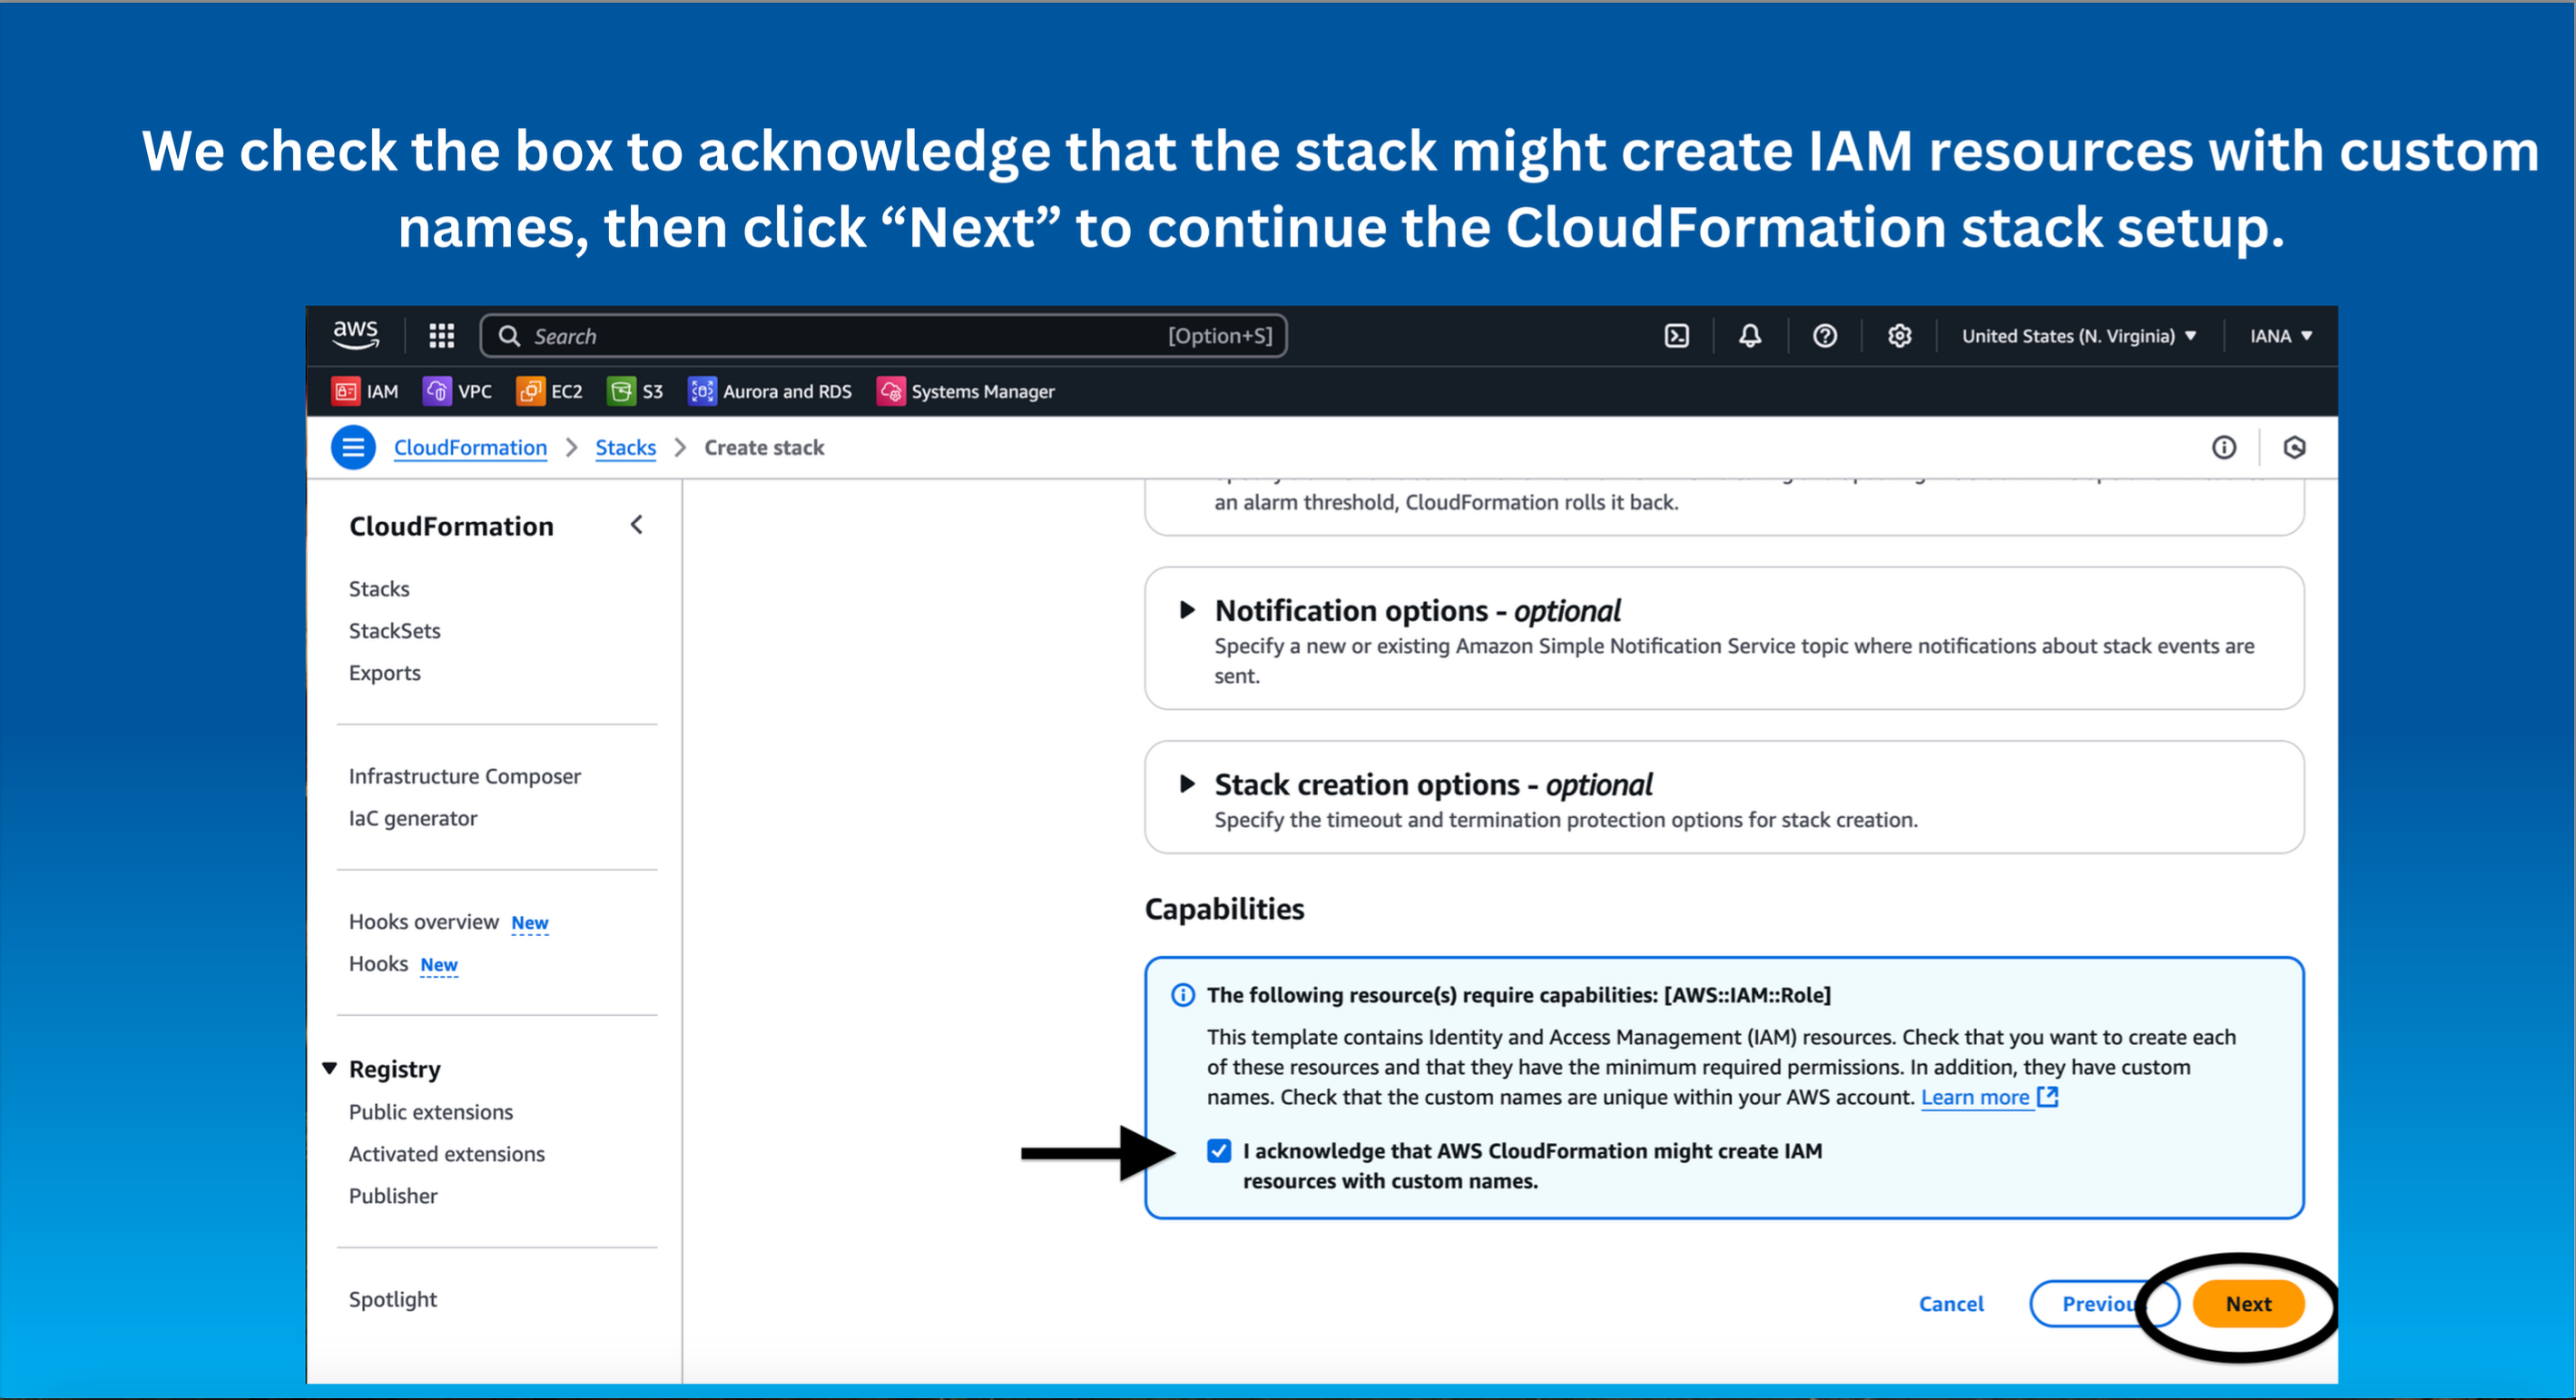 We check the box to acknowledge that the stack might create IAM resources with custom
names, then click “Next” to continue the CloudFormation stack setup.
aws
Search [Option+S]
United States (N. Virginia) IANA
IAM VPC EC2 S3 Aurora and RDS Systems Manager
CloudFormation Stacks Create stack
CloudFormation
Stacks
StackSets
Exports
Infrastructure Composer
IaC generator
Hooks overview New
Hooks New
Registry
Public extensions
Activated extensions
Publisher
Spotlight
an alarm threshold, CloudFormation rolls it back.
Notification options - optional
Specify a new or existing Amazon Simple Notification Service topic where notifications about stack events are
sent.
Stack creation options - optional
Specify the timeout and termination protection options for stack creation.
Capabilities
The following resource(s) require capabilities: [AWS::IAM::Role]
This template contains Identity and Access Management (IAM) resources. Check that you want to create each
of these resources and that they have the minimum required permissions. In addition, they have custom
names. Check that the custom names are unique within your AWS account. Learn more
I acknowledge that AWS CloudFormation might create IAM
resources with custom names.
Cancel Previou Next